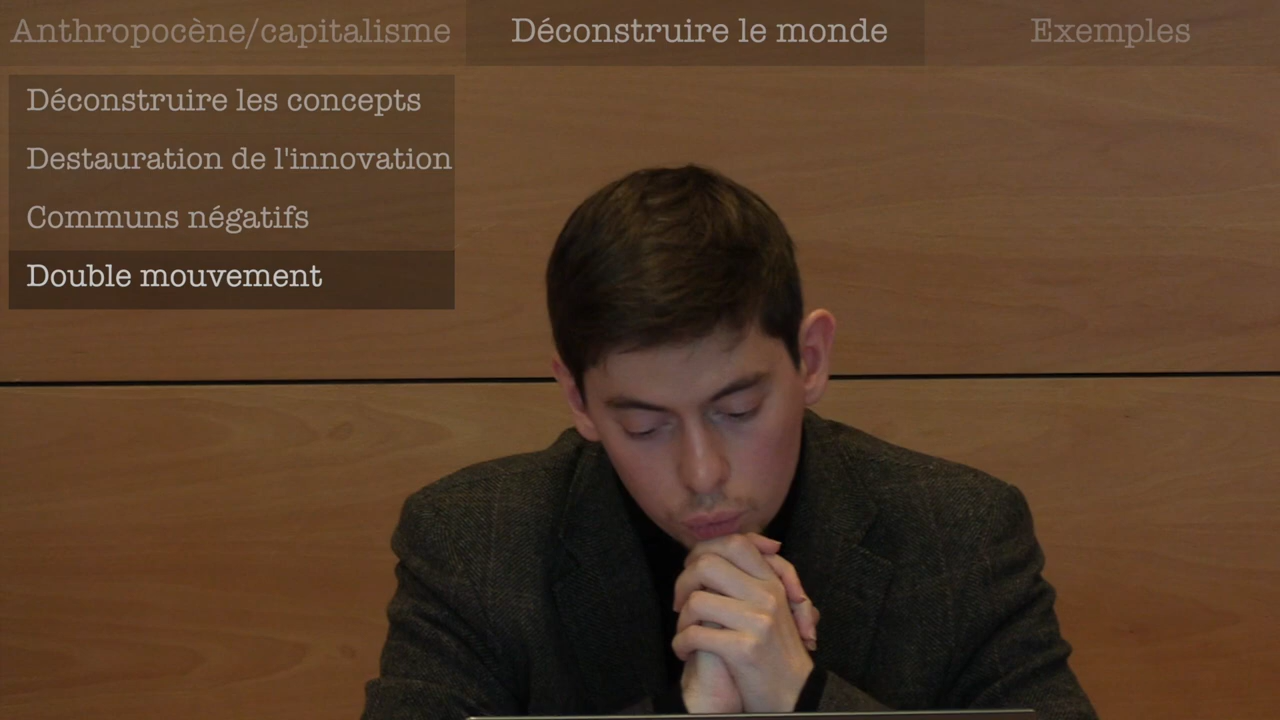 Anthropocène/capitalisme
Déconstruire le monde
Exemples
Déconstruire les concepts
Destauration de l'innovation
Communs négatifs
Double mouvement